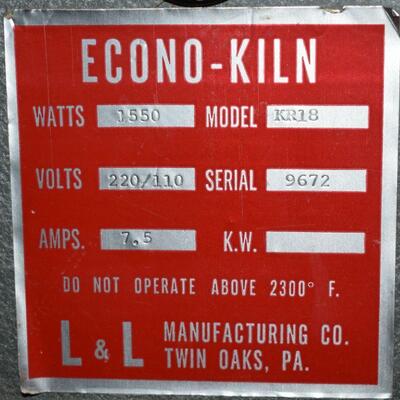 ECONO-KILN
WATTS 1550 MODEL KR18
VOLTS 220/110 SERIAL 9672
AMPS. 7.5 K.W.
DO NOT OPERATE ABOVE 2300° F.
L & L MANUFACTURING CO.
TWIN OAKS, PA.